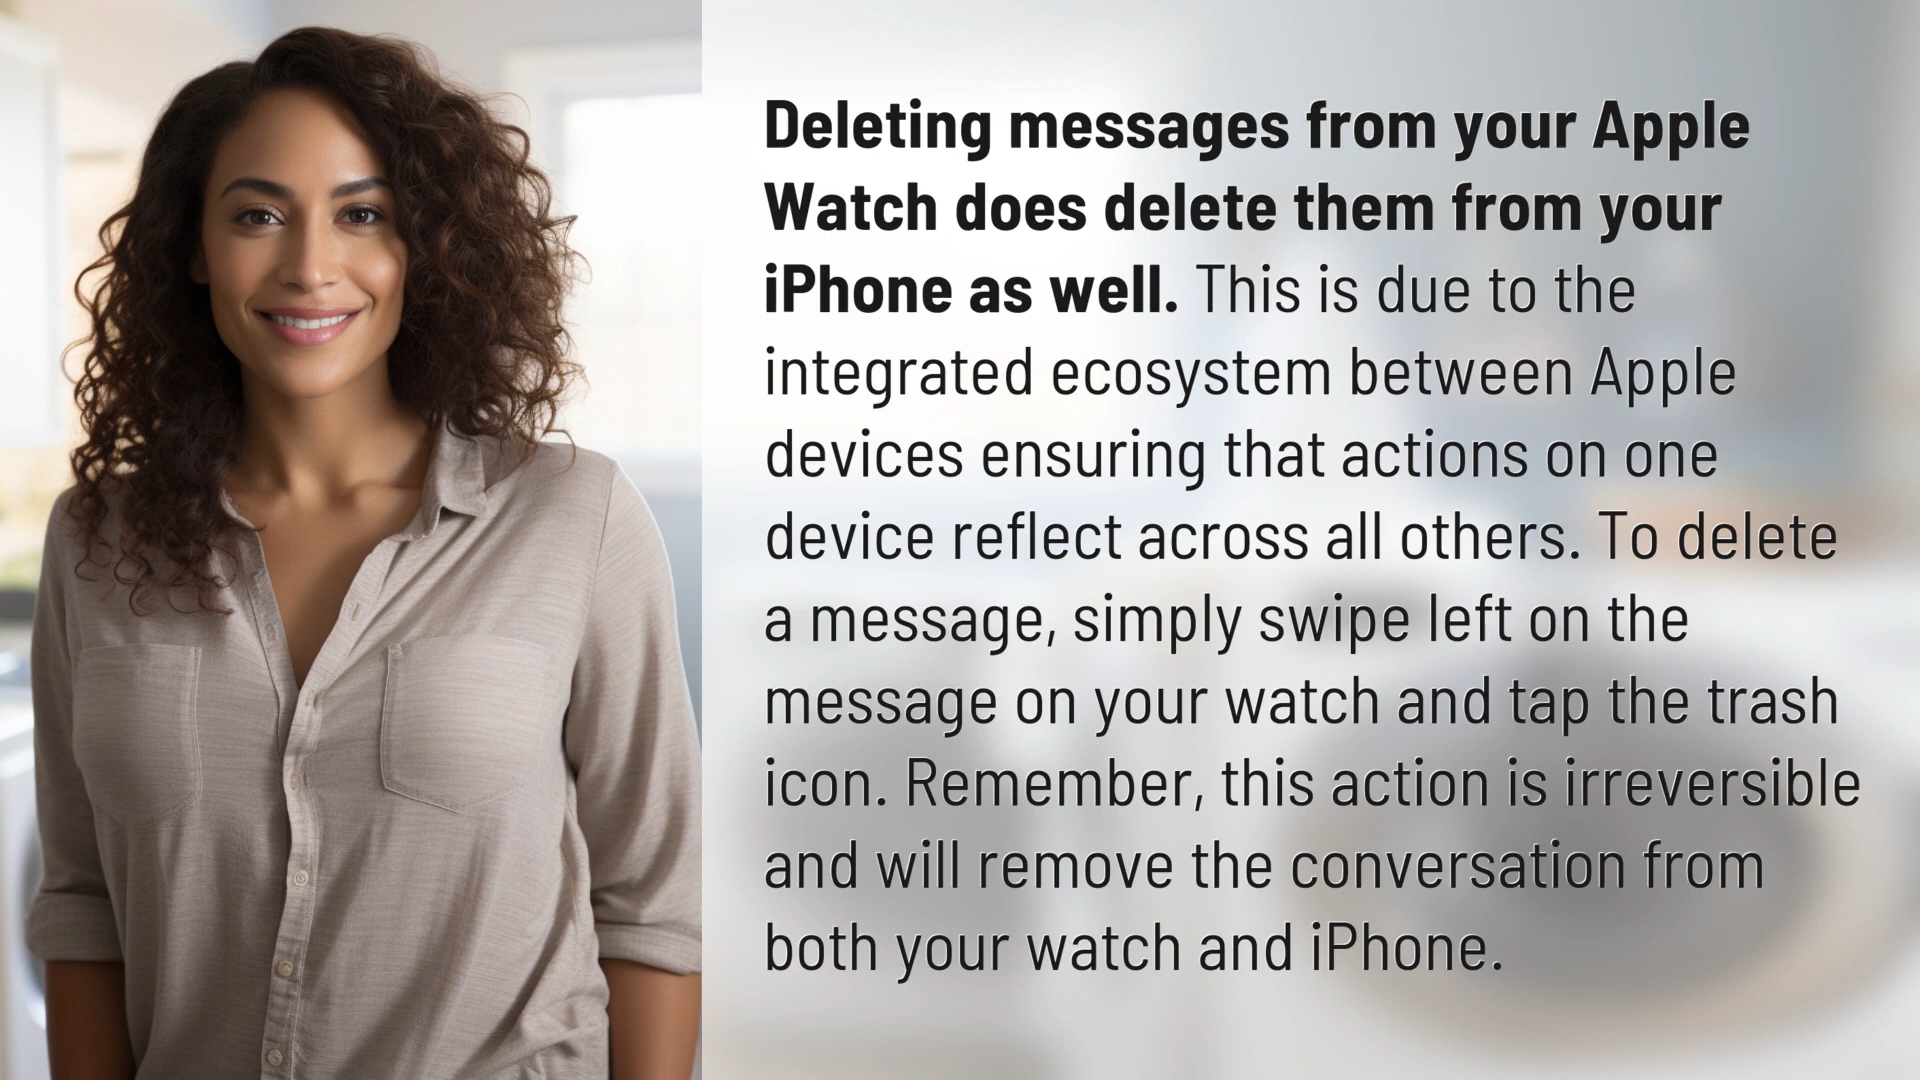 Deleting messages from your Apple
Watch does delete them from your
iPhone as well. This is due to the
integrated ecosystem between Apple
devices ensuring that actions on one
device reflect across all others. To delete
a message, simply swipe left on the
message on your watch and tap the trash
icon. Remember, this action is irreversible
and will remove the conversation from
both your watch and iPhone.